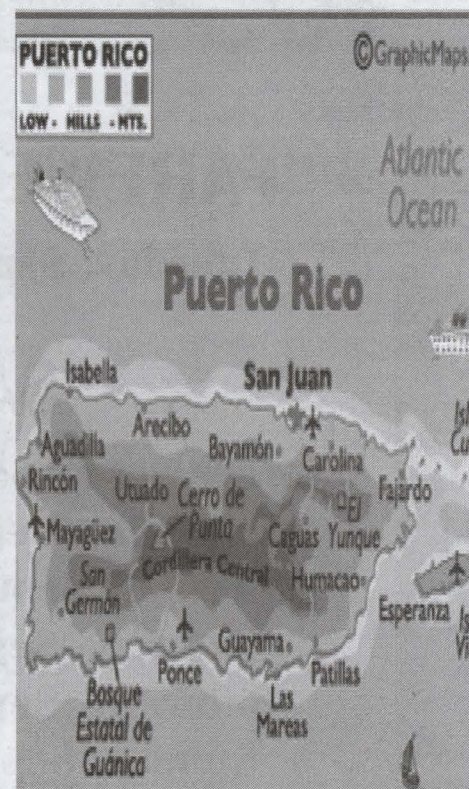 PUERTO RICO
LOW - HILLS - MTS.
©GraphicMaps
Atlantic
Ocean
Puerto Rico
Isabella
San Juan
Arecibo
Bayamón
Carolina
Aguadilla
Rincón
Utuado
Cerro de
Punta
El
Yunque
Fajardo
Mayagüez
Caguas
Cordillera Central
San
Germán
Humacao
Esperanza
Guayama
Ponce
Patillas
Las
Mareas
Bosque
Estatal de
Guánica